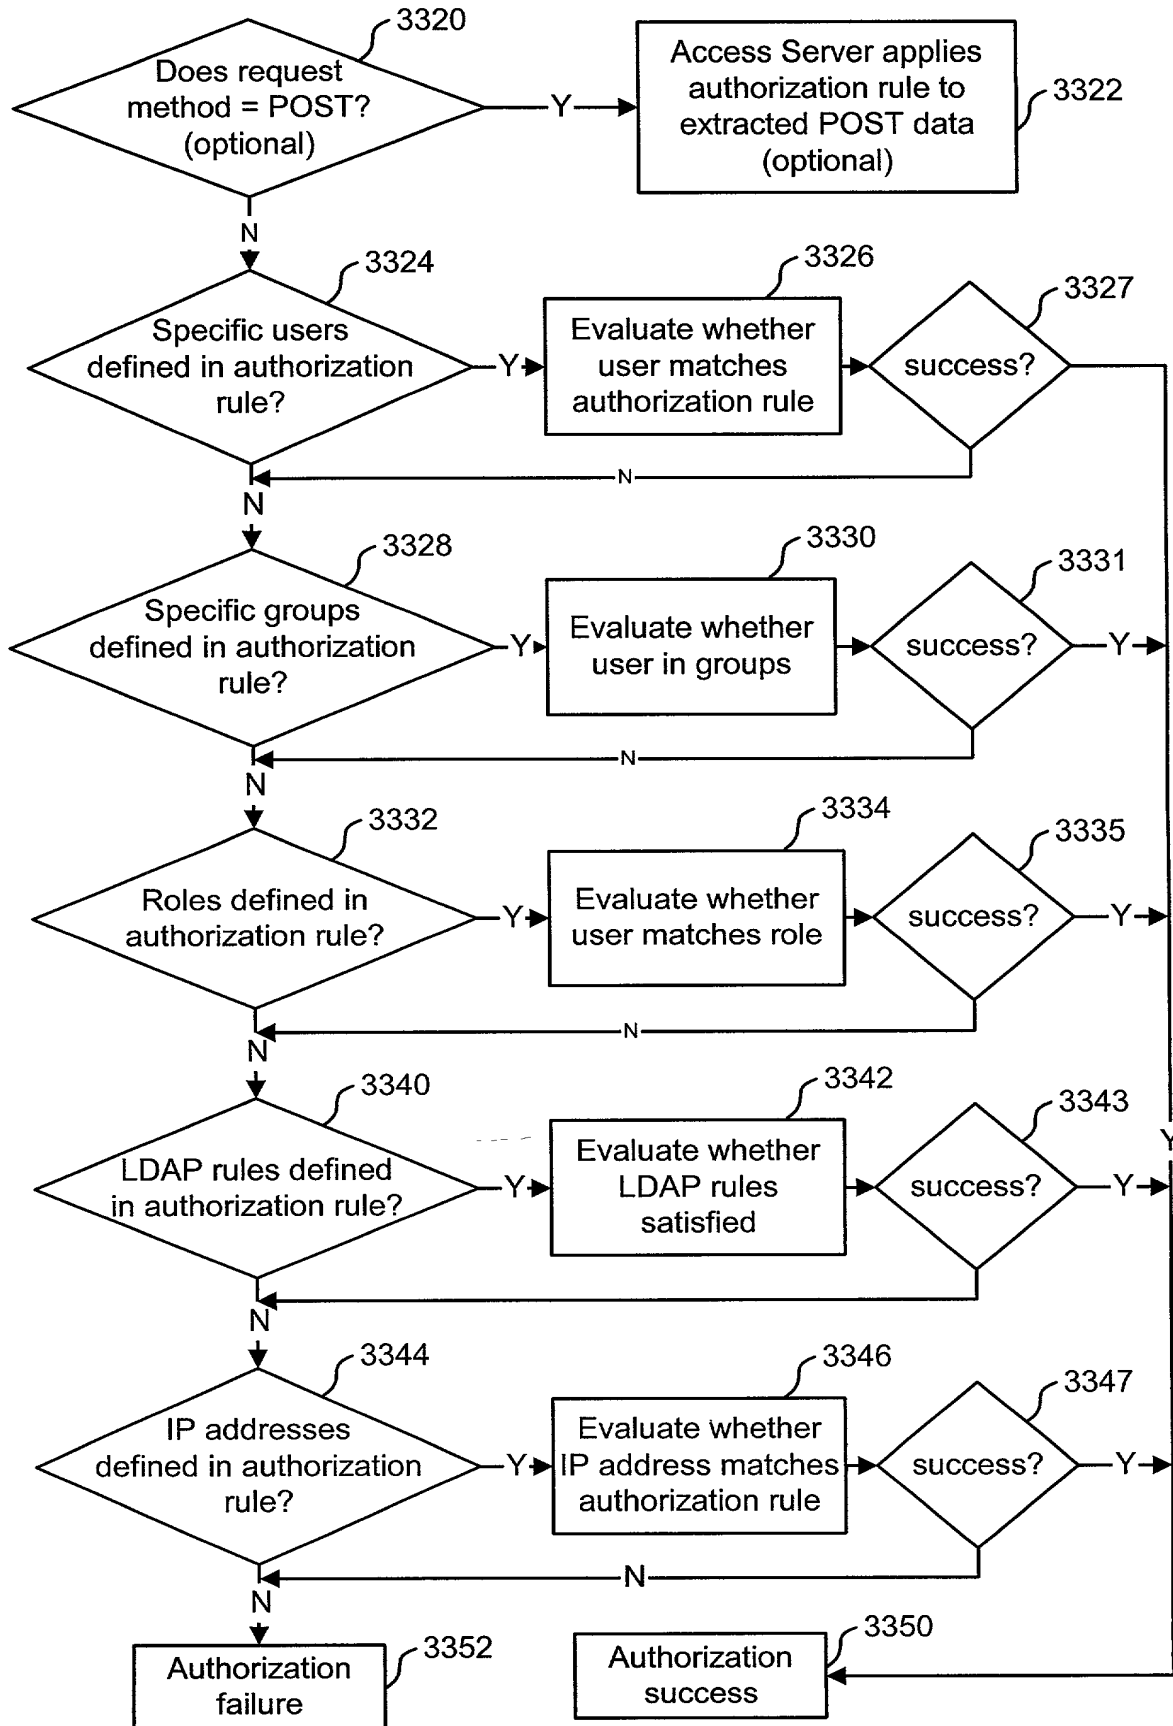 3320
Does request
method = POST?
(optional)
Y
Access Server applies
authorization rule to
extracted POST data
(optional)
3322
N
3324
Specific users
defined in authorization
rule?
Y
3326
Evaluate whether
user matches
authorization rule
3327
success?
N
N
3328
Specific groups
defined in authorization
rule?
Y
3330
Evaluate whether
user in groups
3331
success?
Y
N
N
3332
Roles defined in
authorization rule?
Y
3334
Evaluate whether
user matches role
3335
success?
Y
N
N
3340
LDAP rules defined
in authorization rule?
Y
3342
Evaluate whether
LDAP rules
satisfied
3343
success?
Y
Y
N
3344
IP addresses
defined in authorization
rule?
Y
3346
Evaluate whether
IP address matches
authorization rule
3347
success?
Y
N
N
3352
Authorization
failure
3350
Authorization
success